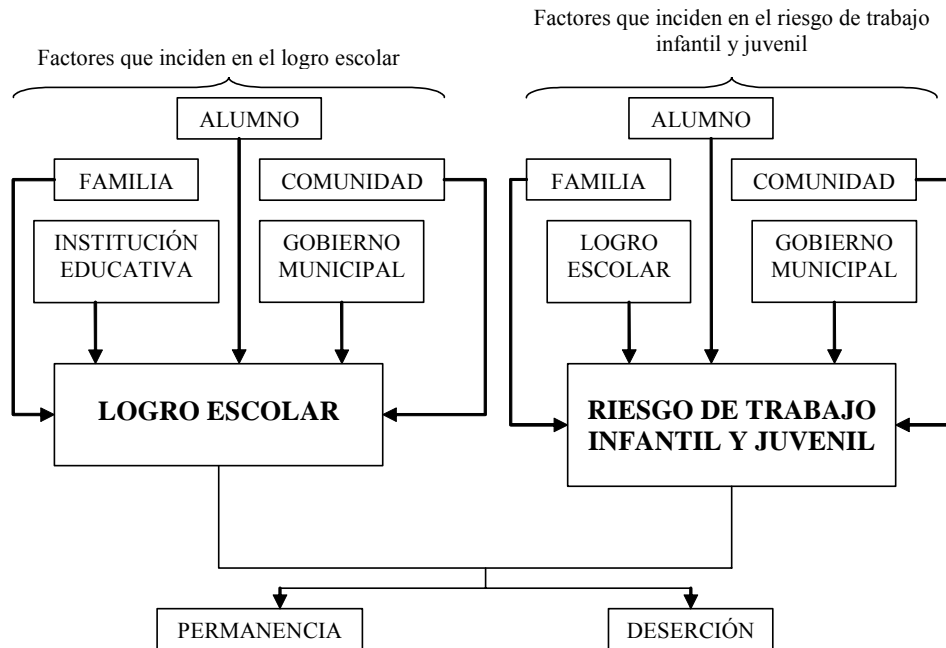 Factores que inciden en el logro escolar
ALUMNO
FAMILIA
COMUNIDAD
INSTITUCIÓN
EDUCATIVA
GOBIERNO
MUNICIPAL
LOGRO ESCOLAR
Factores que inciden en el riesgo de trabajo
infantil y juvenil
ALUMNO
FAMILIA
COMUNIDAD
LOGRO
ESCOLAR
GOBIERNO
MUNICIPAL
RIESGO DE TRABAJO
INFANTIL Y JUVENIL
PERMANENCIA
DESERCIÓN